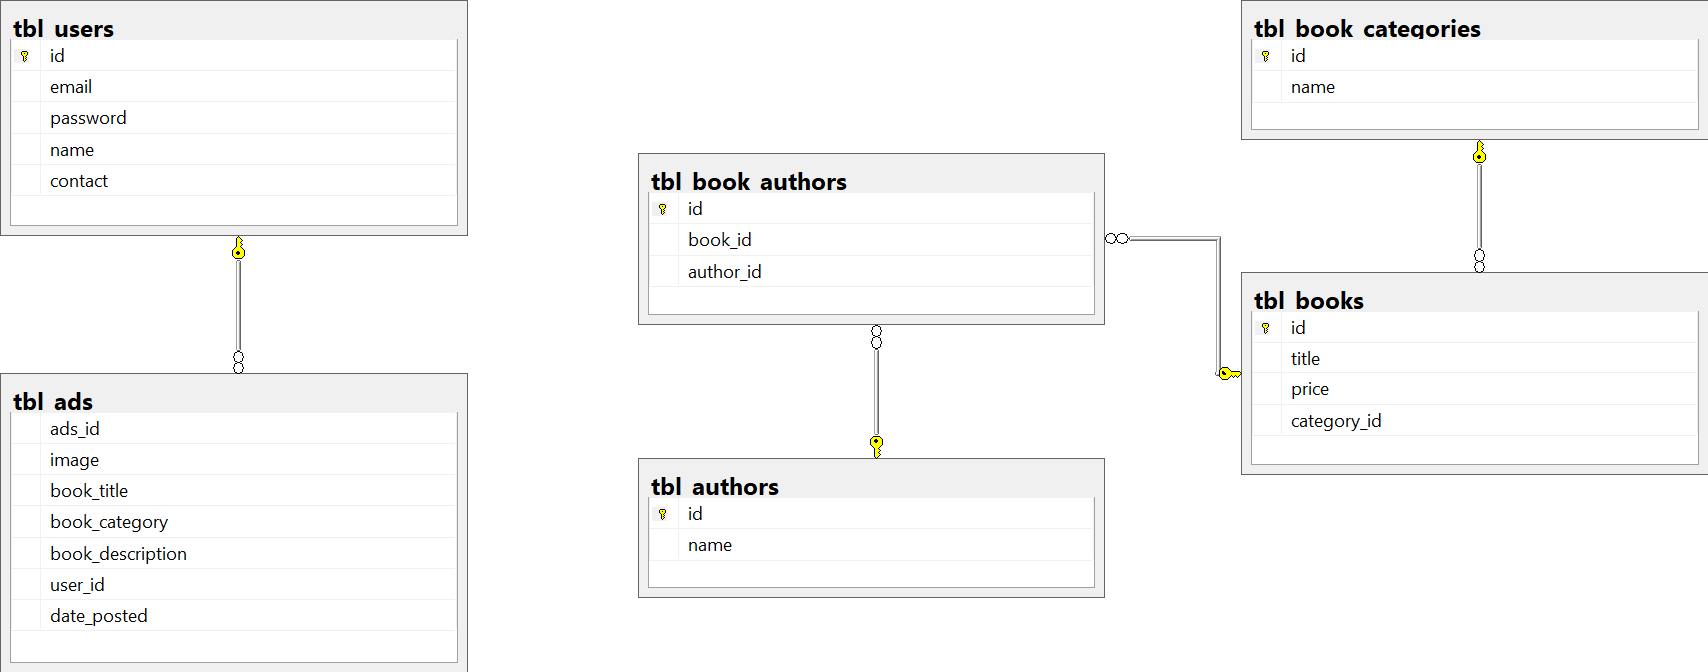 tbl_users
id
email
password
name
contact
tbl_ads
ads_id
image
book_title
book_category
book_description
user_id
date_posted
tbl_book_authors
id
book_id
author_id
tbl_authors
id
name
tbl_book_categories
id
name
tbl_books
id
title
price
category_id